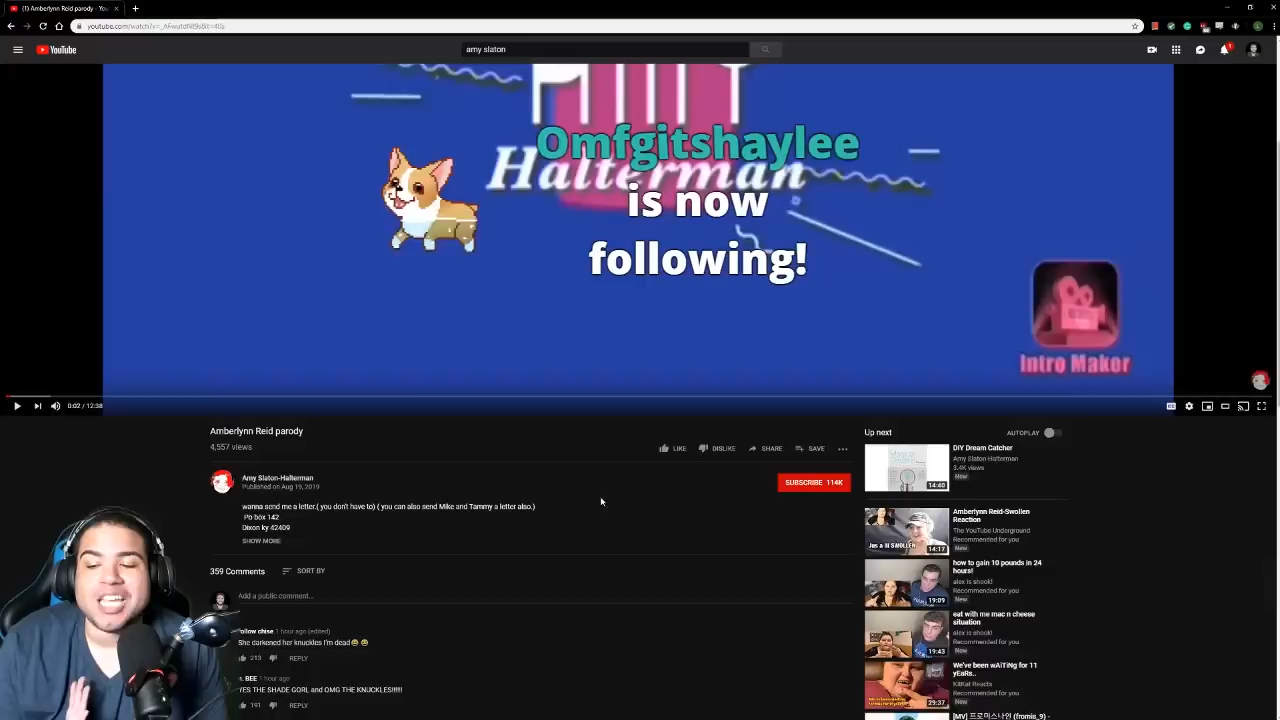 (1) Amberlynn Reid parody - You
YouTube
amy slaton
Omfgitshaylee
Halterman
is now
following!
Intro Maker
0:02 / 12:38
Amberlynn Reid parody
4,557 views
LIKE
DISLIKE
SHARE
SAVE
Amy Slaton-Halterman
Published on Aug 19, 2019
SUBSCRIBE 114K
wanna send me a letter.( you don't have to) ( you can also send Mike and Tammy a letter also.)
Po box 142
Dixon ky 42409
SHOW MORE
359 Comments
SORT BY
Add a public comment...
1 hour ago (edited)
She darkened her knuckles I'm dead😂 😂
213
REPLY
BEE 1 hour ago
YES THE SHADE GORL and OMG THE KNUCKLES!!!!!!
191
REPLY
Up next
AUTOPLAY
DIY Dream Catcher
Amy Slaton-Halterman
3.4K views
New
14:40
Amberlynn Reid-Swollen
Reaction
The YouTube Underground
Recommended for you
New
Jus a lil SWOLLEN
14:17
how to gain 10 pounds in 24
hours!
alex is shook!
Recommended for you
New
19:09
eat with me mac n cheese
situation
alex is shook!
Recommended for you
New
19:43
We've been wAiTiNg for 11
yEaRs..
KitKat Reacts
Recommended for you
New
29:37
[MV] 프로미스나인 (fromis_9) -